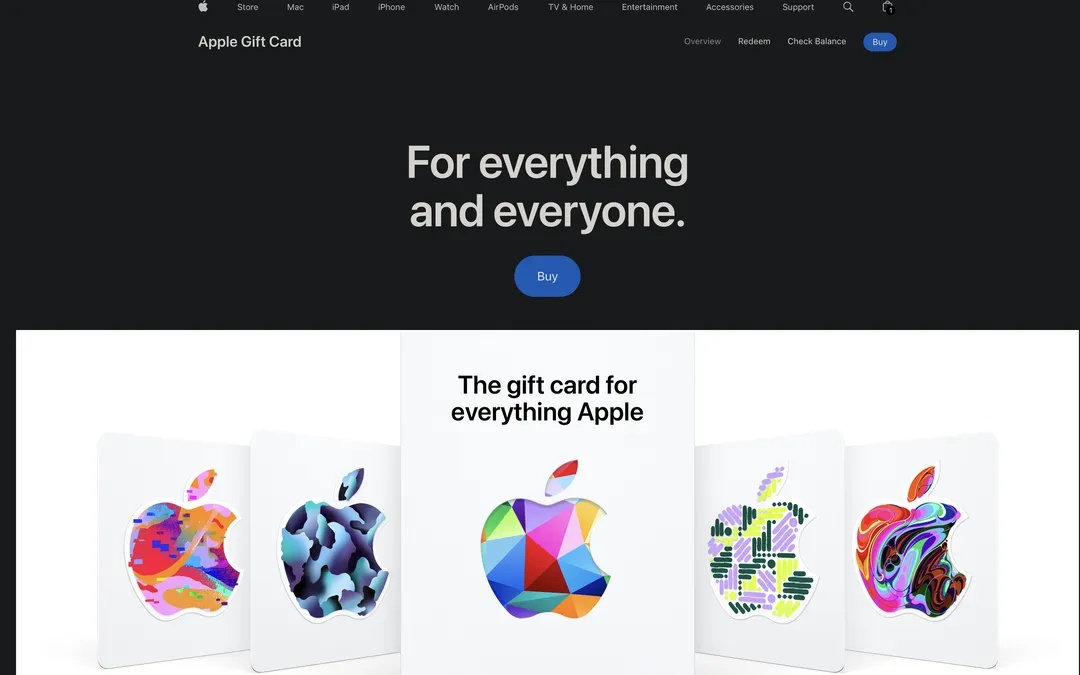 Store Mac iPad iPhone Watch AirPods TV & Home Entertainment Accessories Support 1
Apple Gift Card Overview Redeem Check Balance Buy
For everything
and everyone.
Buy
The gift card for
everything Apple